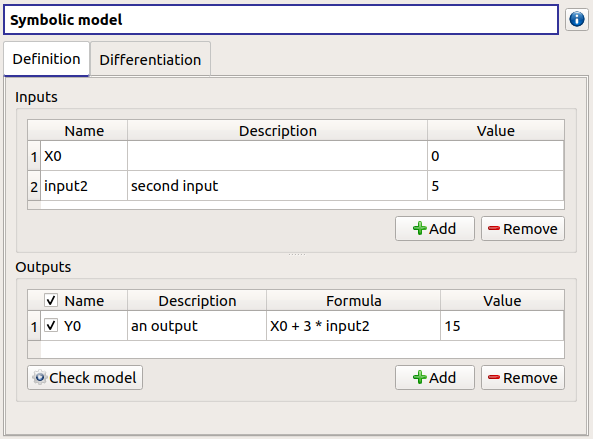 Symbolic model
Definition Differentiation
Inputs
Name Description Value
1 X0 0
2 input2 second input 5
Add Remove
Outputs
Name Description Formula Value
1 Y0 an output X0 + 3 * input2 15
Check model Add Remove